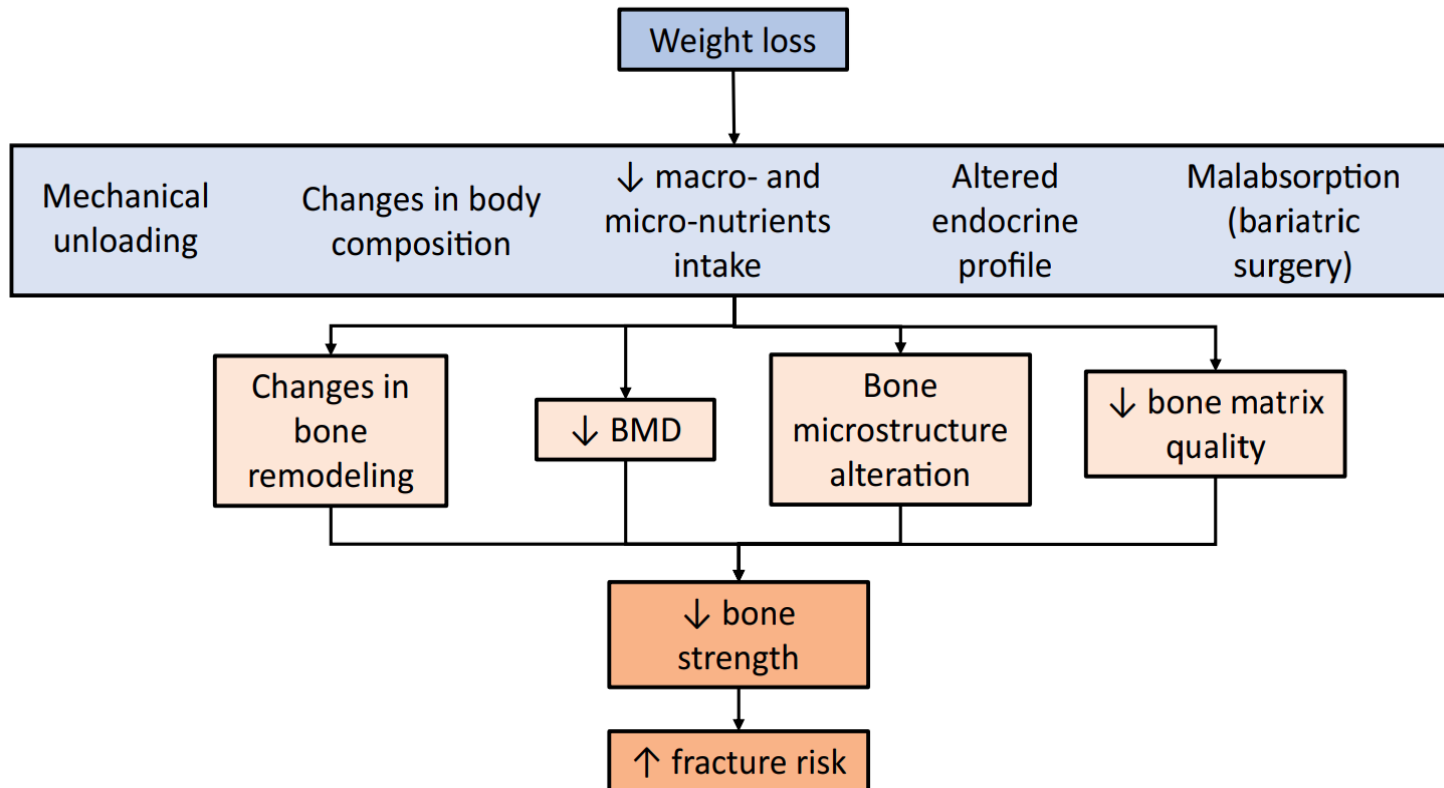 Weight loss
Mechanical
unloading
Changes in body
composition
↓ macro- and
micro-nutrients
intake
Altered
endocrine
profile
Malabsorption
(bariatric
surgery)
Changes in
bone
remodeling
↓ BMD
Bone
microstructure
alteration
↓ bone matrix
quality
↓ bone
strength
↑ fracture risk